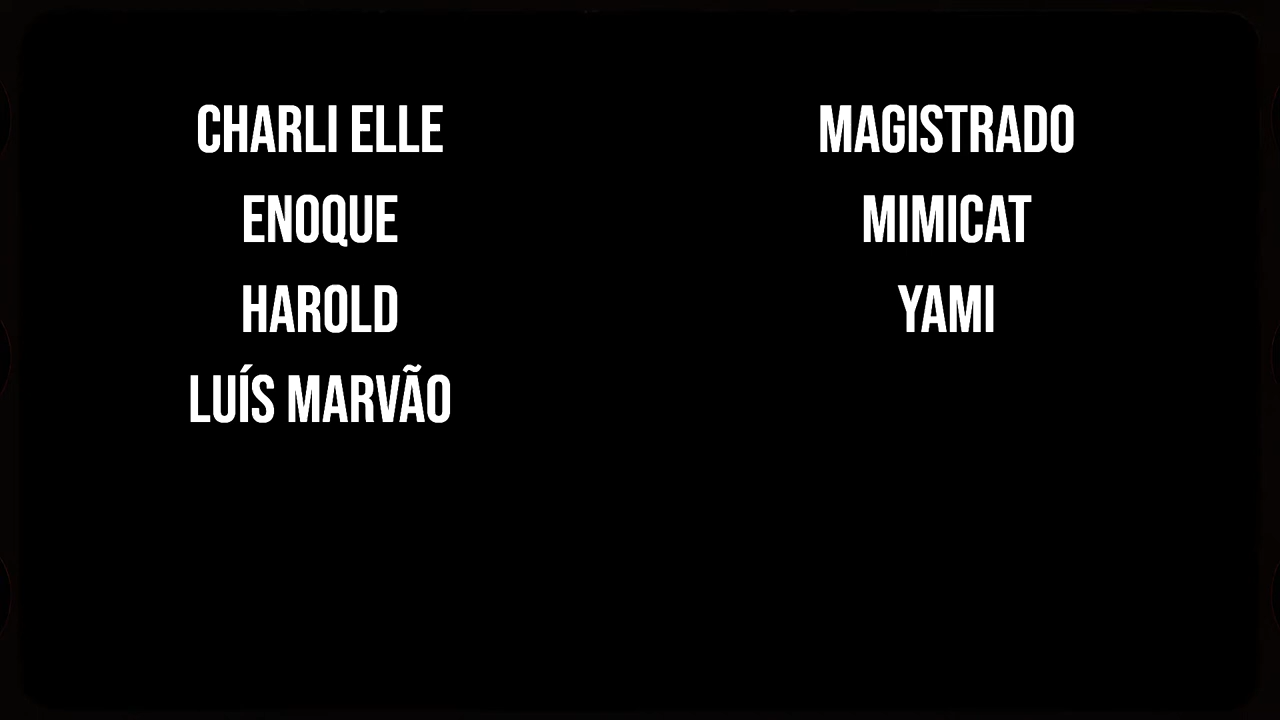 CHARLI ELLE
ENOQUE
HAROLD
LUÍS MARVÃO
MAGISTRADO
MIMICAT
YAMI